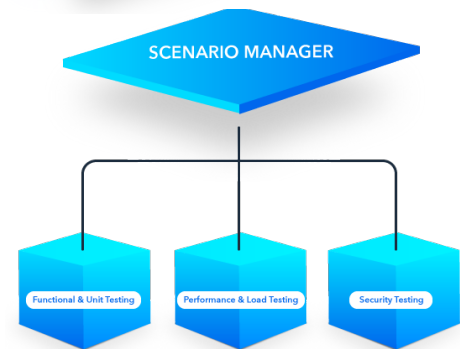 SCENARIO MANAGER
Functional & Unit Testing
Performance & Load Testing
Security Testing